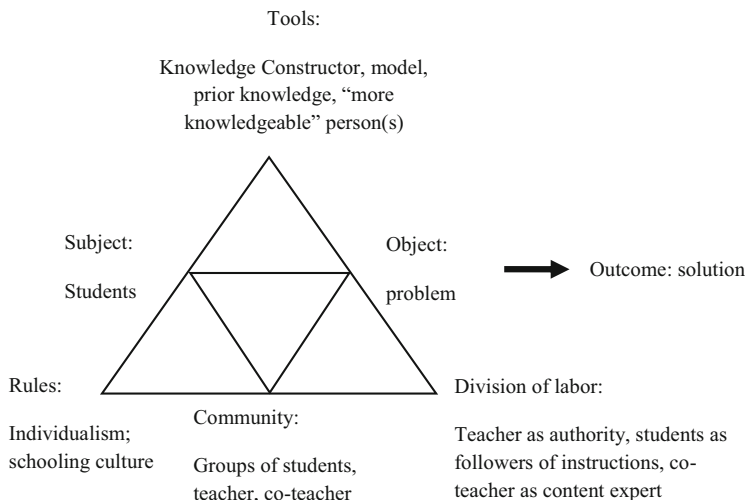 Tools:
Knowledge Constructor, model,
prior knowledge, “more
knowledgeable” person(s)
Subject:
Students
Object:
problem
Outcome: solution
Rules:
Individualism;
schooling culture
Community:
Groups of students,
teacher, co-teacher
Division of labor:
Teacher as authority, students as
followers of instructions, co-
teacher as content expert